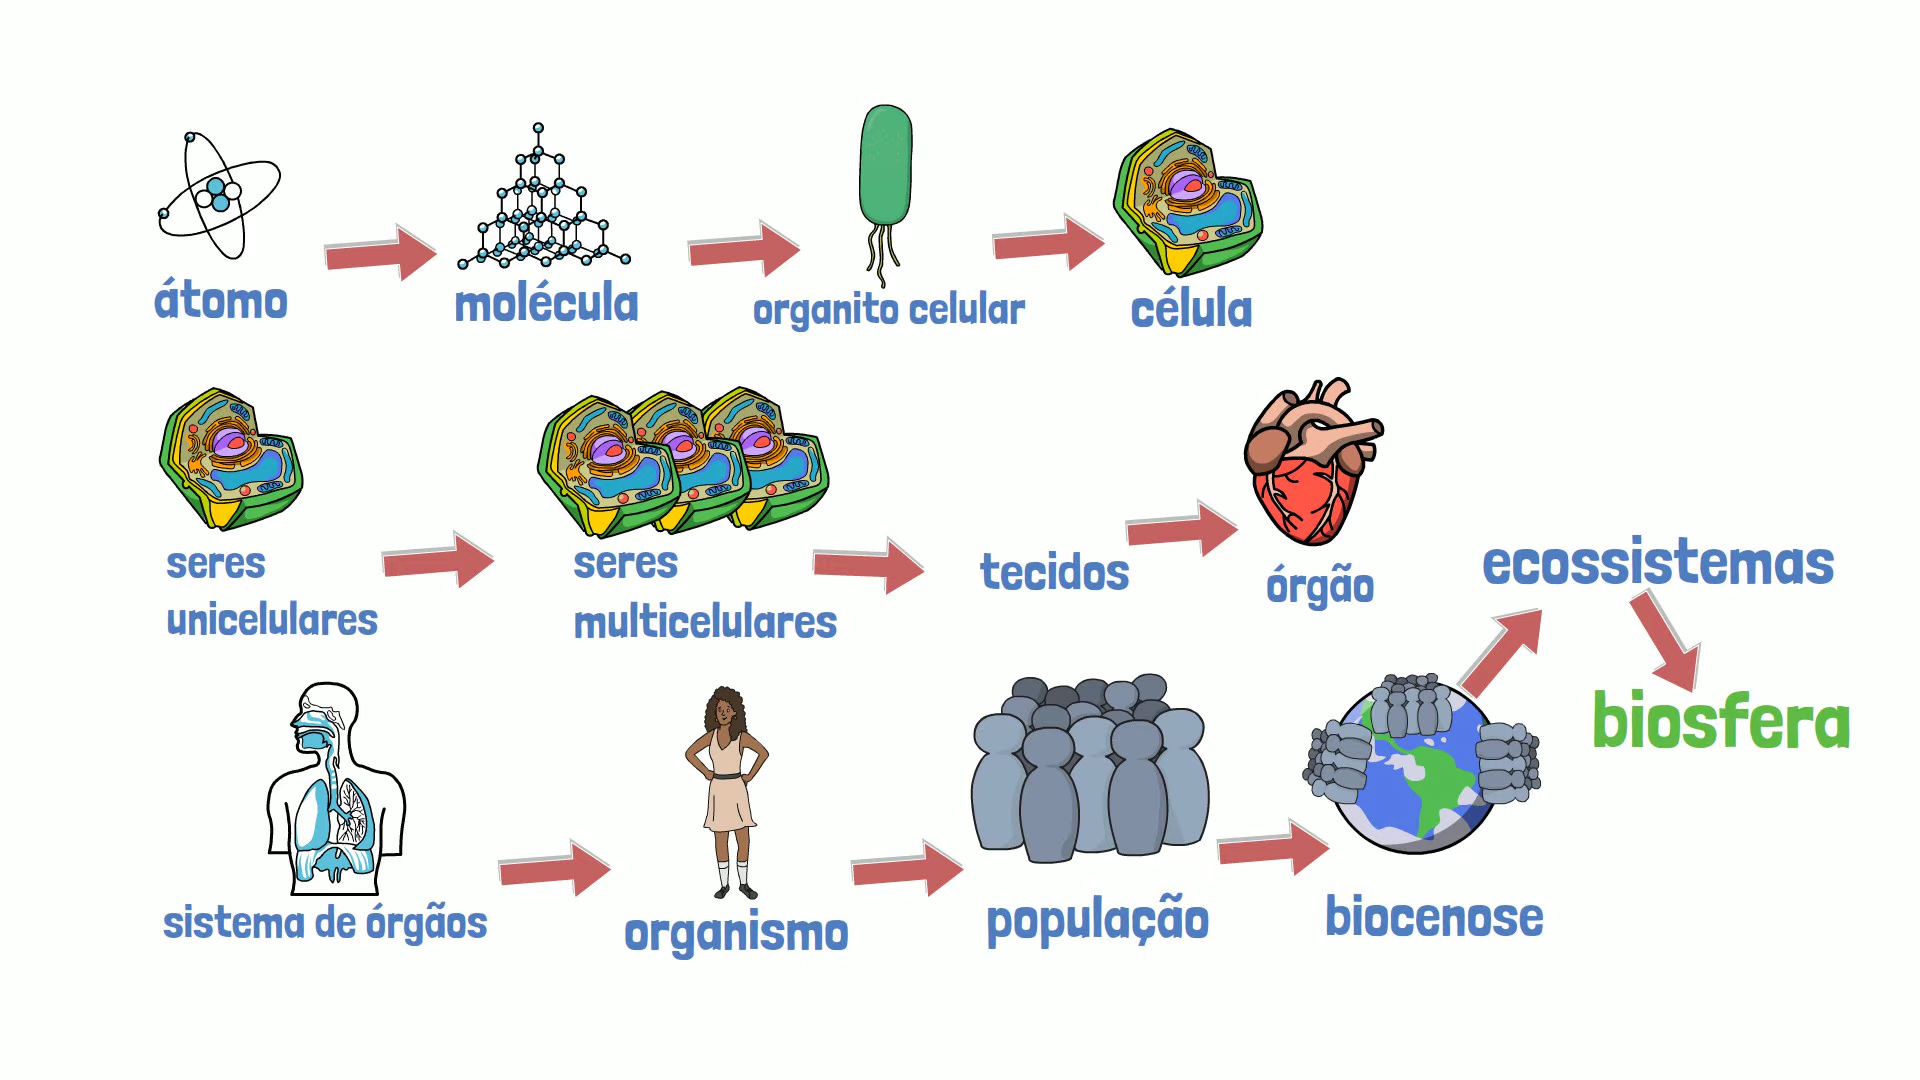 átomo
molécula
organito celular
célula
seres
unicelulares
seres
multicelulares
tecidos
órgão
ecossistemas
biosfera
sistema de órgãos
organismo
população
biocenose